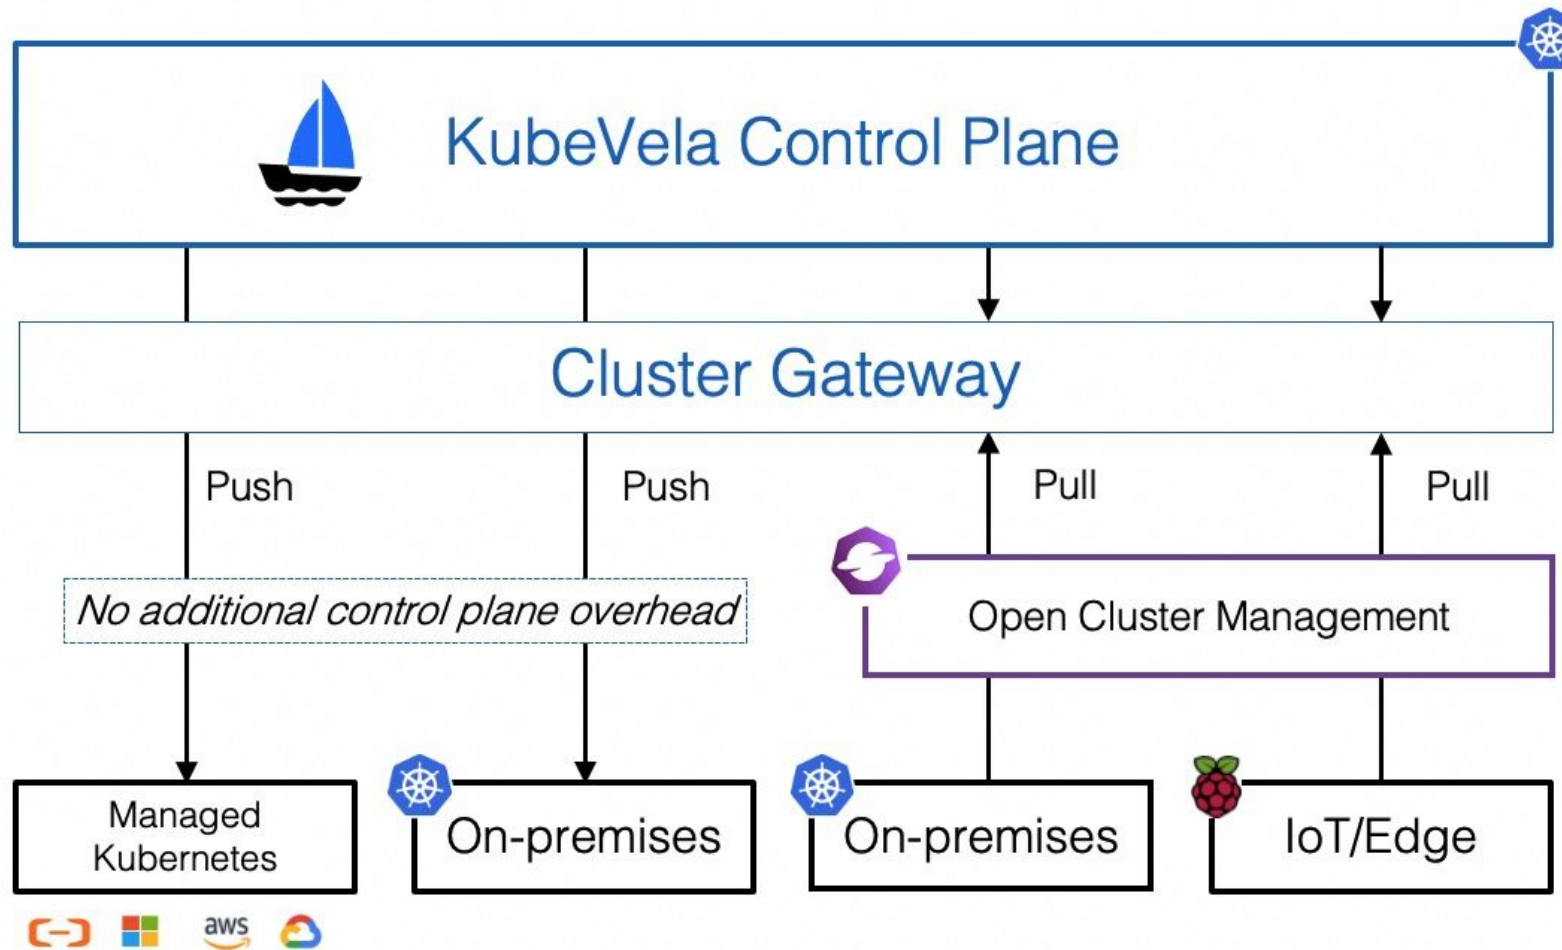 KubeVela Control Plane
Cluster Gateway
Push
Push
Pull
Pull
No additional control plane overhead
Open Cluster Management
Managed
Kubernetes
On-premises
On-premises
IoT/Edge
aws